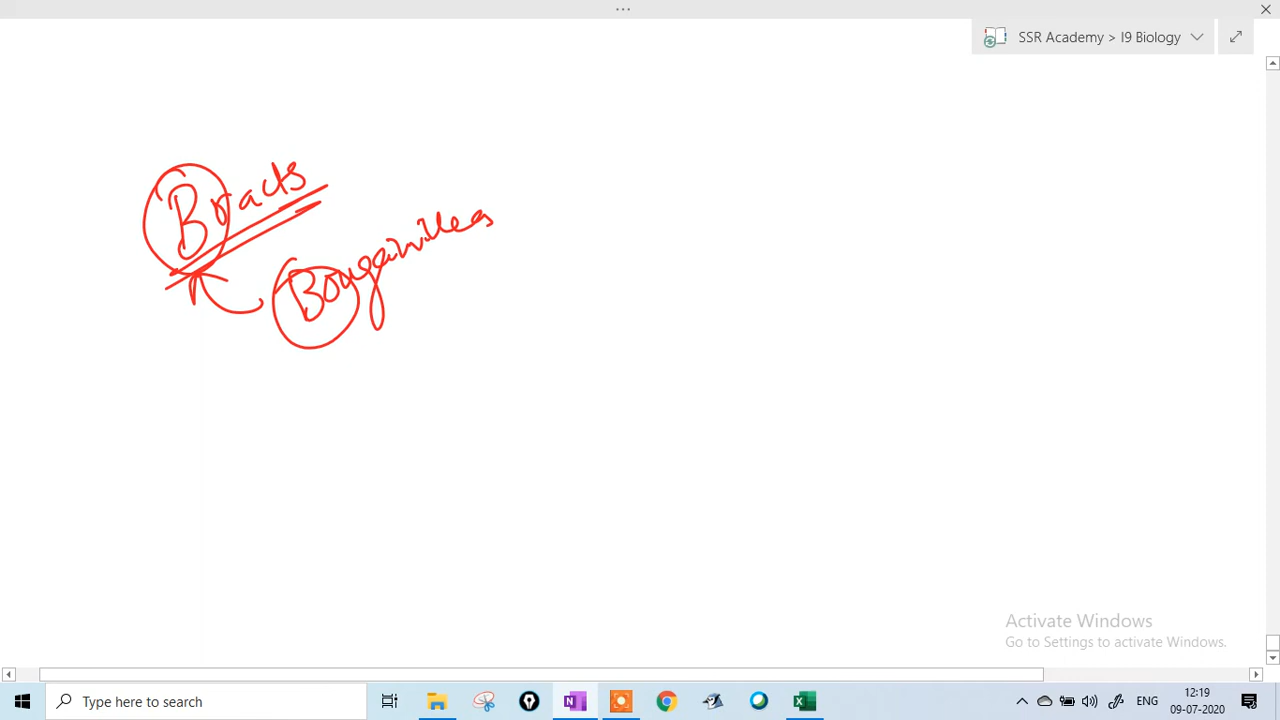 ...
SSR Academy > I9 Biology
Bracts
Bougainvillea
Activate Windows
Go to Settings to activate Windows.
Type here to search
ENG
12:19
09-07-2020